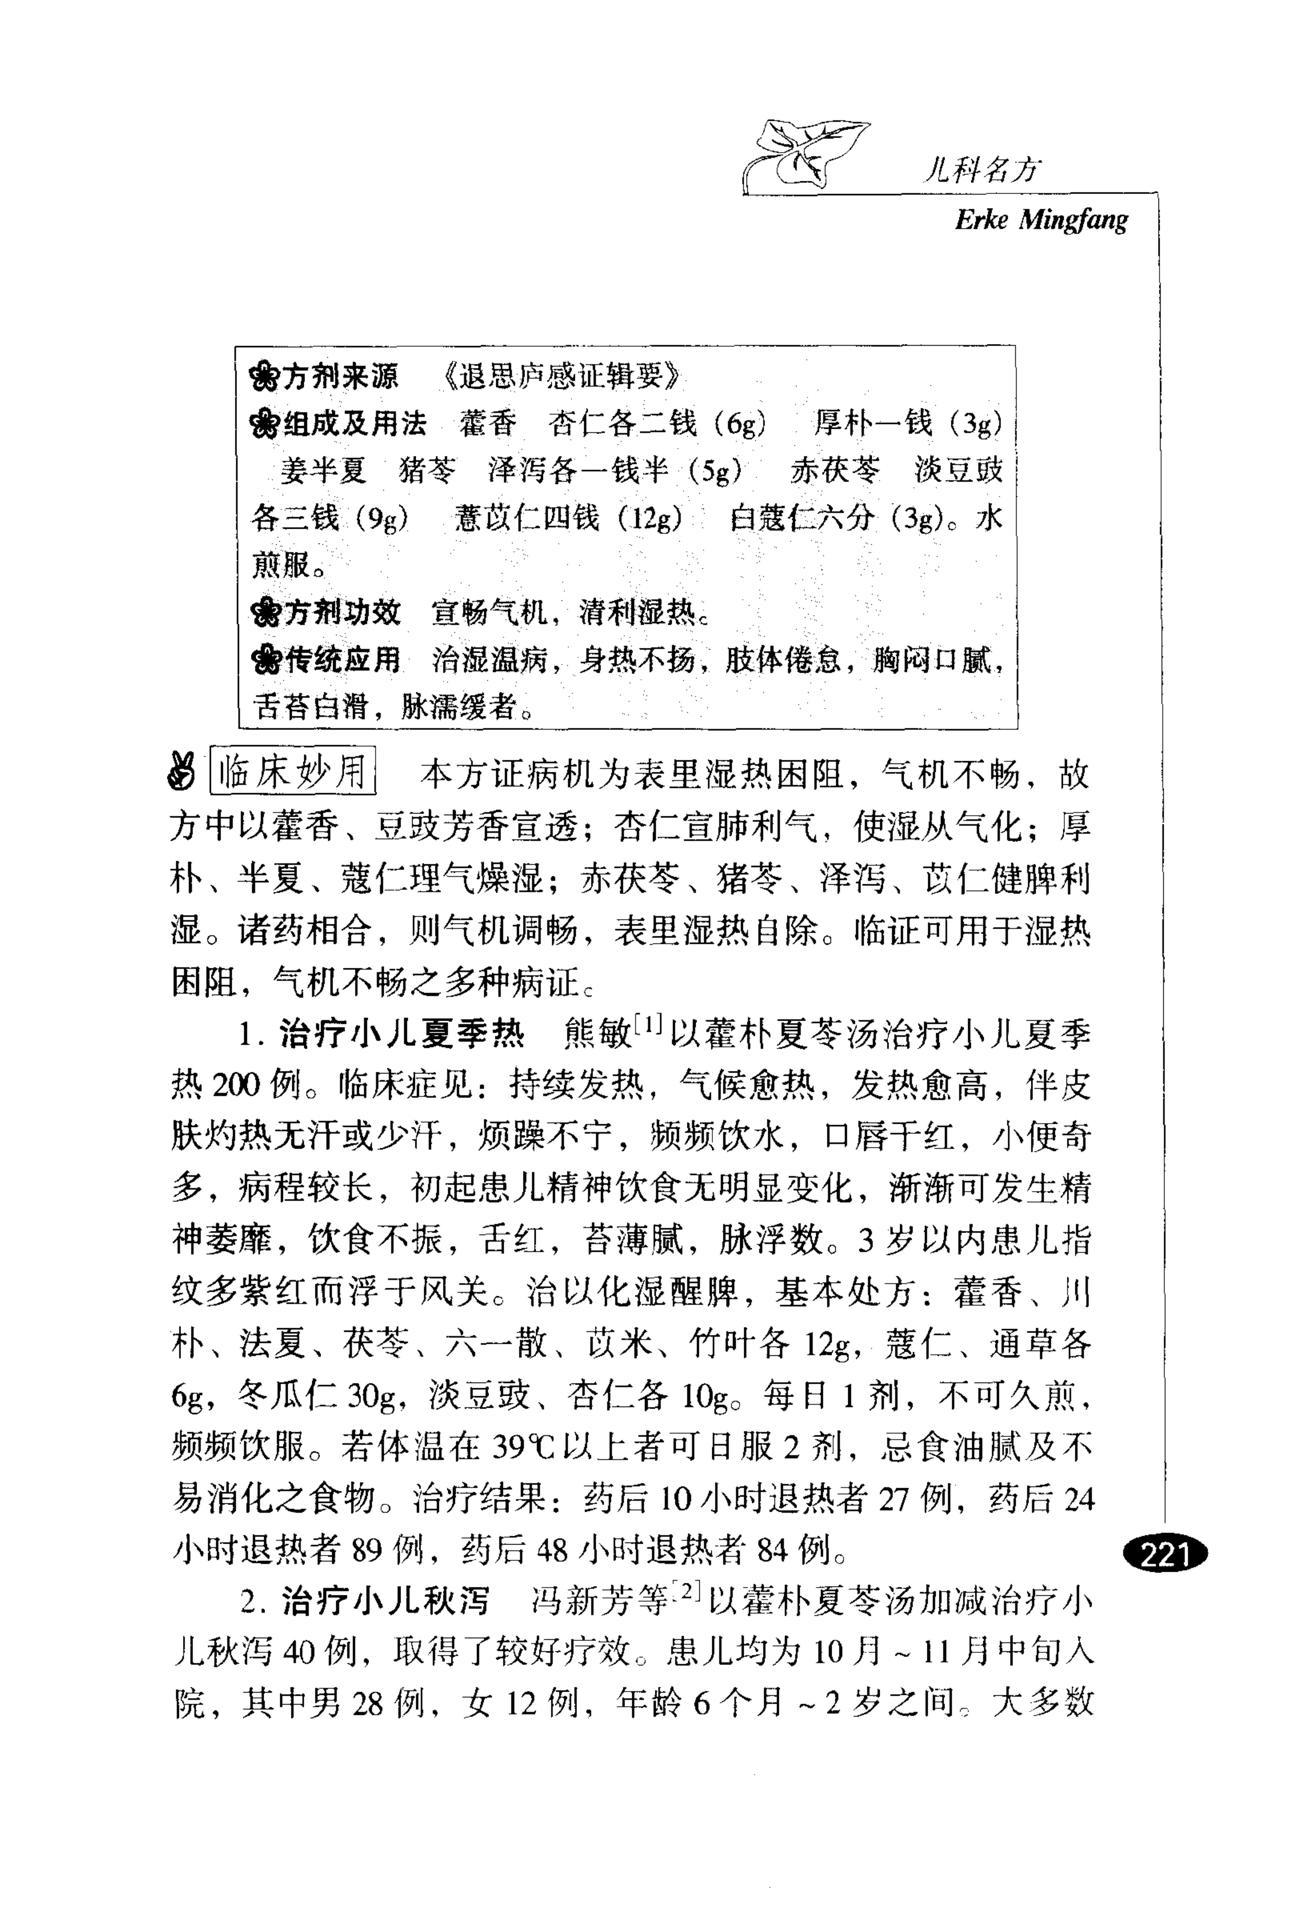 儿科名方
Erke Mingfang
方剂来源 《退思庐感证辑要》
组成及用法 藿香 杏仁各二钱（6g） 厚朴一钱（3g）
姜半夏 猪苓 泽泻各一钱半（5g） 赤茯苓 淡豆豉
各三钱（9g） 薏苡仁四钱（12g） 白蔻仁六分（3g）。水
煎服。
方剂功效 宣畅气机，清利湿热。
传统应用 治湿温病，身热不扬，肢体倦怠，胸闷口腻，
舌苔白滑，脉濡缓者。
临床妙用 本方证病机为表里湿热困阻，气机不畅，故
方中以藿香、豆豉芳香宣透；杏仁宣肺利气，使湿从气化；厚
朴、半夏、蔻仁理气燥湿；赤茯苓、猪苓、泽泻、苡仁健脾利
湿。诸药相合，则气机调畅，表里湿热自除。临证可用于湿热
困阻，气机不畅之多种病证。
1. 治疗小儿夏季热 熊敏[1]以藿朴夏苓汤治疗小儿夏季
热 200 例。临床症见：持续发热，气候愈热，发热愈高，伴皮
肤灼热无汗或少汗，烦躁不宁，频频饮水，口唇干红，小便奇
多，病程较长，初起患儿精神饮食无明显变化，渐渐可发生精
神萎靡，饮食不振，舌红，苔薄腻，脉浮数。3 岁以内患儿指
纹多紫红而浮于风关。治以化湿醒脾，基本处方：藿香、川
朴、法夏、茯苓、六一散、苡米、竹叶各 12g，蔻仁、通草各
6g，冬瓜仁 30g，淡豆豉、杏仁各 10g。每日 1 剂，不可久煎，
频频饮服。若体温在 39℃以上者可日服 2 剂，忌食油腻及不
易消化之食物。治疗结果：药后 10 小时退热者 27 例，药后 24
小时退热者 89 例，药后 48 小时退热者 84 例。
221
2. 治疗小儿秋泻 冯新芳等[2]以藿朴夏苓汤加减治疗小
儿秋泻 40 例，取得了较好疗效。患儿均为 10 月~11 月中旬入
院，其中男 28 例，女 12 例，年龄 6 个月~2 岁之间。大多数